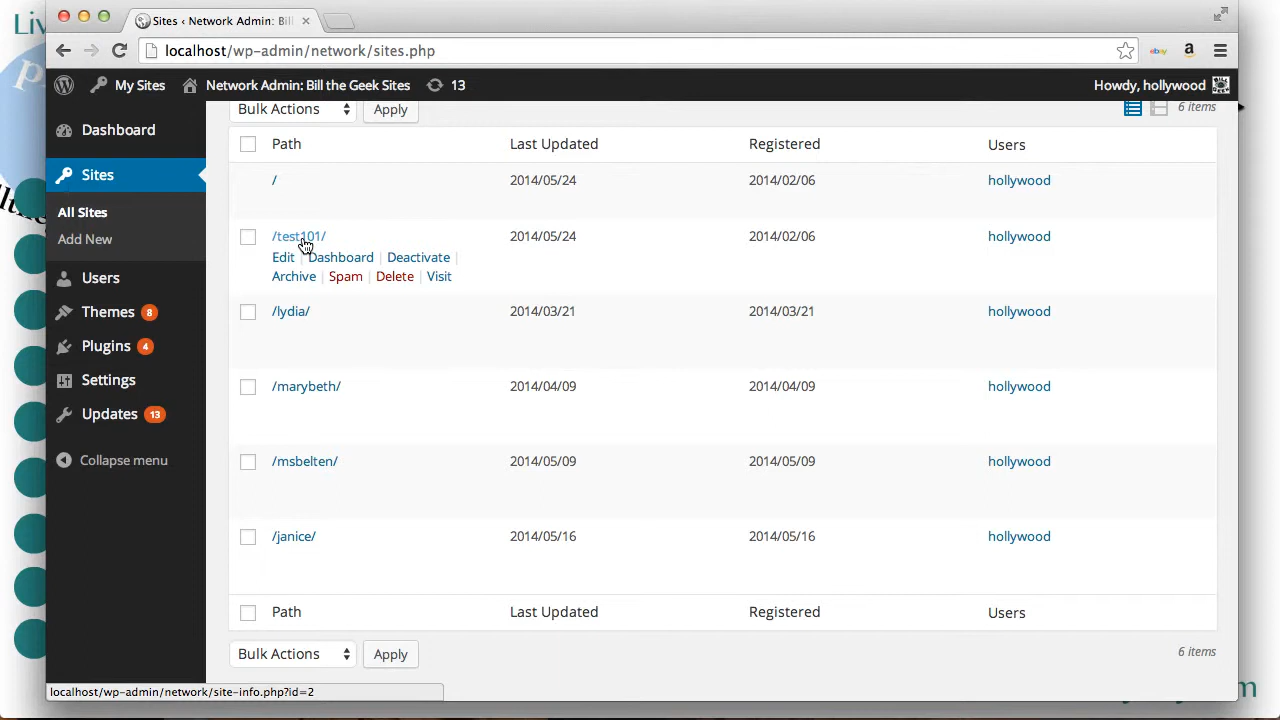 Liv
Sites ‹ Network Admin: Bill
localhost/wp-admin/network/sites.php
ebay
My Sites
Network Admin: Bill the Geek Sites
13
Howdy, hollywood
Dashboard
Sites
All Sites
Add New
Users
Themes 8
Plugins 4
Settings
Updates 13
Collapse menu
Bulk Actions
Apply
6 items
Path Last Updated Registered Users
/ 2014/05/24 2014/02/06 hollywood
/test101/ 2014/05/24 2014/02/06 hollywood
Edit | Dashboard | Deactivate |
Archive | Spam | Delete | Visit
/lydia/ 2014/03/21 2014/03/21 hollywood
/marybeth/ 2014/04/09 2014/04/09 hollywood
/msbelten/ 2014/05/09 2014/05/09 hollywood
/janice/ 2014/05/16 2014/05/16 hollywood
Path Last Updated Registered Users
Bulk Actions
Apply
6 items
localhost/wp-admin/network/site-info.php?id=2